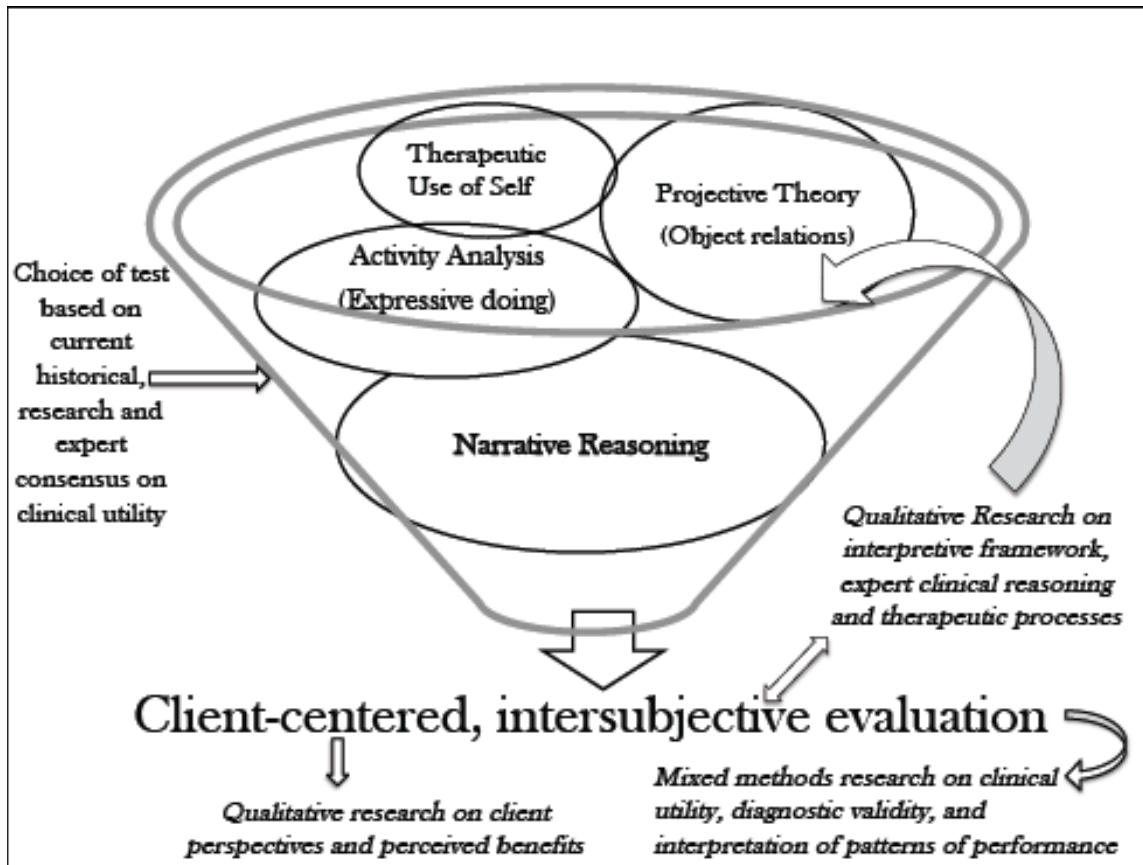 Therapeutic
Use of Self
Projective Theory
(Object relations)
Activity Analysis
(Expressive doing)
Choice of test
based on
current
historical,
research and
expert
consensus on
clinical utility
Narrative Reasoning
Qualitative Research on
interpretive framework,
expert clinical reasoning
and therapeutic processes
Client-centered, intersubjective evaluation
Qualitative research on client
perspectives and perceived benefits
Mixed methods research on clinical
utility, diagnostic validity, and
interpretation of patterns of performance